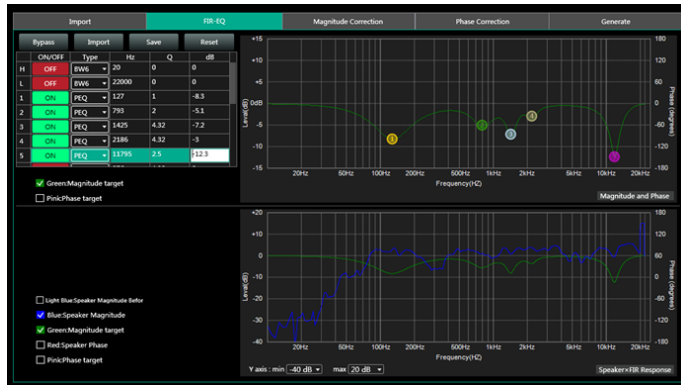 Import FIR-EQ Magnitude Correction Phase Correction Generate
Bypass Import Save Reset
ON/OFF Type Hz Q dB
H OFF BW6 20 0 0
L OFF BW6 22000 0 0
1 ON PEQ 127 1 -8.5
2 ON PEQ 793 2 -5.1
3 ON PEQ 1425 4.32 -7.2
4 ON PEQ 2186 4.32 -3
5 ON PEQ 11795 2.5 -12.3
Green:Magnitude target
Pink:Phase target
+15 180
+10 120
+5 60
0dB 0
-5 -60
-10 -120
-15 -180
Leval(dB)
Phase (degrees)
1 2 3 4
20Hz 50Hz 100Hz 200Hz 600Hz 1kHz 2kHz 5kHz 10kHz 20kHz
Frequency(HZ)
Magnitude and Phase
+20 180
+10 120
0 60
-10 0
-20
-30 -120
-40 -180
Leval(dB)
Phase (degrees)
Light Blue:Speaker Magnitude Befor
Blue:Speaker Magnitude
Green:Magnitude target
Red:Speaker Phase
Pink:Phase target
20Hz 50Hz 100Hz 200Hz 600Hz 1kHz 2kHz 5kHz 10kHz 20kHz
Frequency(HZ)
Y axis : min -40 dB max 20 dB
Speaker×FIR Response